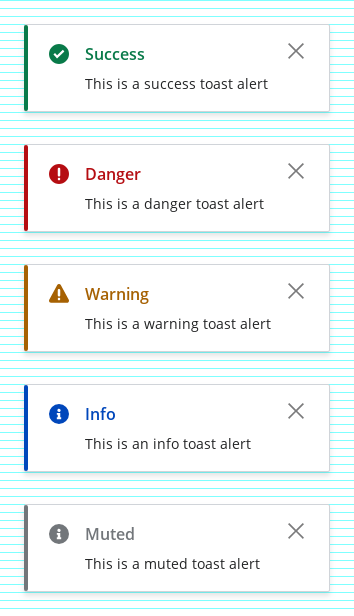 Success
This is a success toast alert
Danger
This is a danger toast alert
Warning
This is a warning toast alert
Info
This is an info toast alert
Muted
This is a muted toast alert